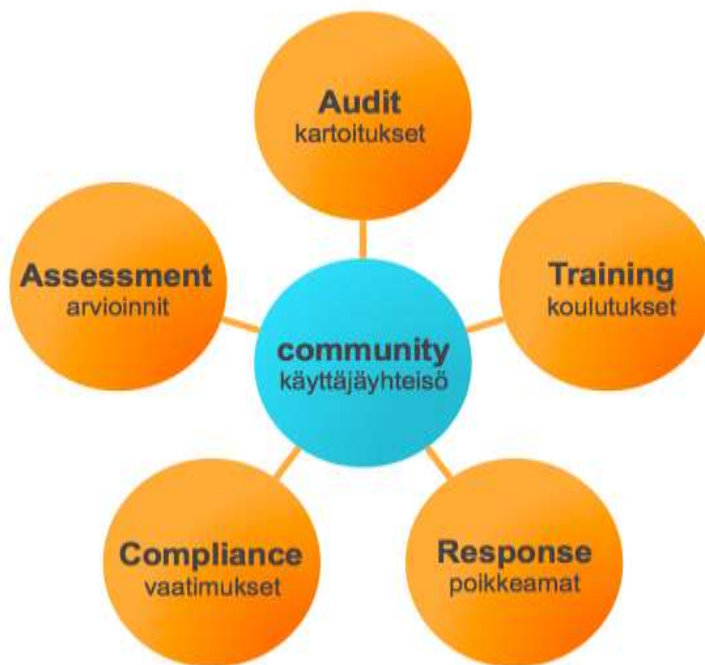 Audit
kartoitukset
Assessment
arvioinnit
Training
koulutukset
community
käyttäjäyhteisö
Compliance
vaatimukset
Response
poikkeamat